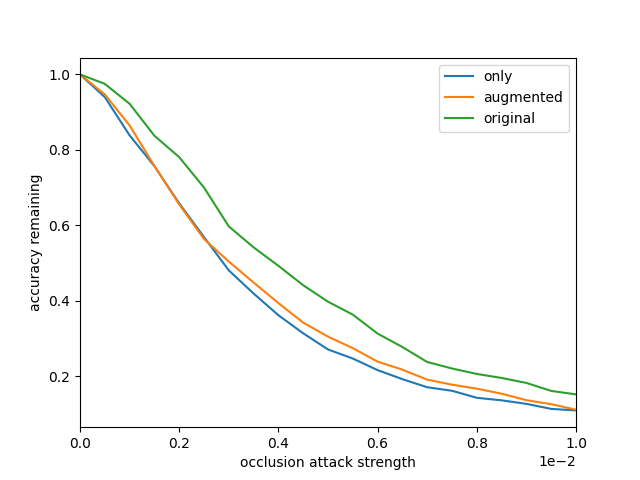 only
augmented
original
1.0
0.8
0.6
0.4
0.2
accuracy remaining
0.0 0.2 0.4 0.6 0.8 1.0
1e−2
occlusion attack strength